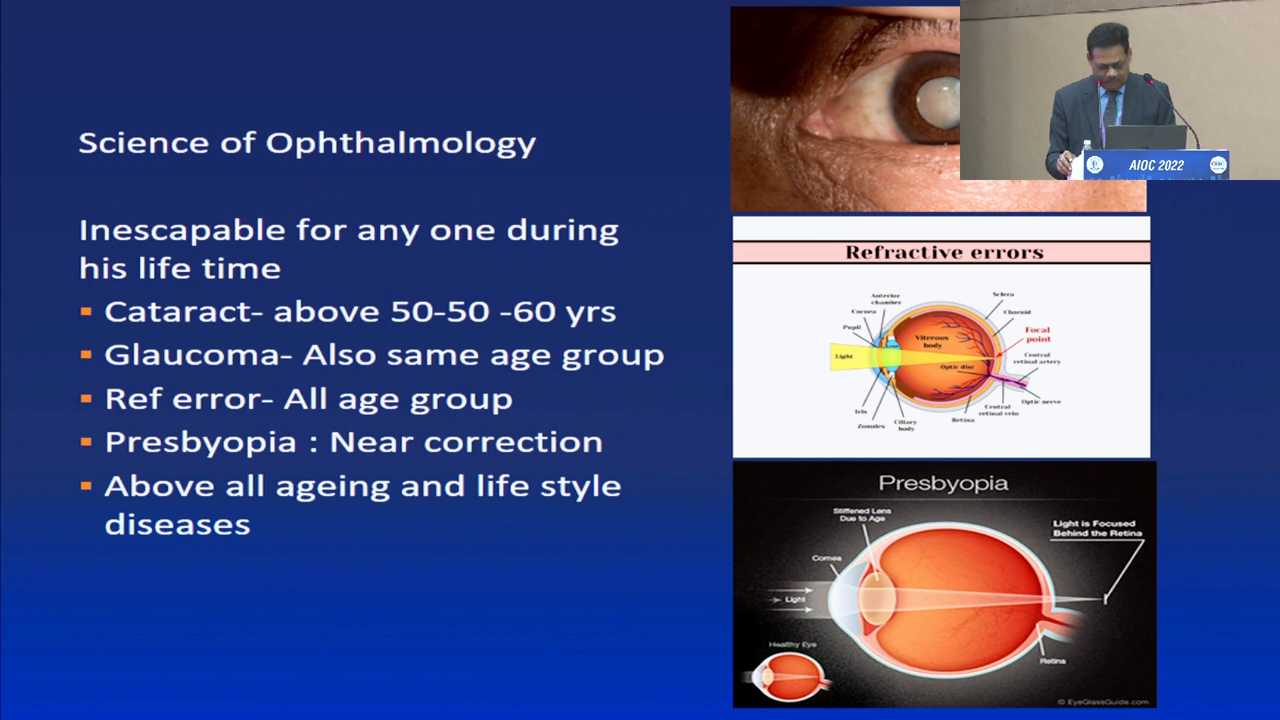 Science of Ophthalmology
Inescapable for any one during
his life time
Cataract- above 50-50 -60 yrs
Glaucoma- Also same age group
Ref error- All age group
Presbyopia : Near correction
Above all ageing and life style
diseases
AIOC 2022
Refractive errors
Anterior
chamber
Cornea
Pupil
Light
Iris
Zonules
Ciliary
body
Vitreous
body
Optic disc
Retina
Central
retinal vein
Sclera
Choroid
Focal
point
Central
retinal artery
Optic nerve
Presbyopia
Stiffened Lens
Due to Age
Cornea
Light
Light is Focused
Behind the Retina
Retina
Healthy Eye
© EyeGlassGuide.com